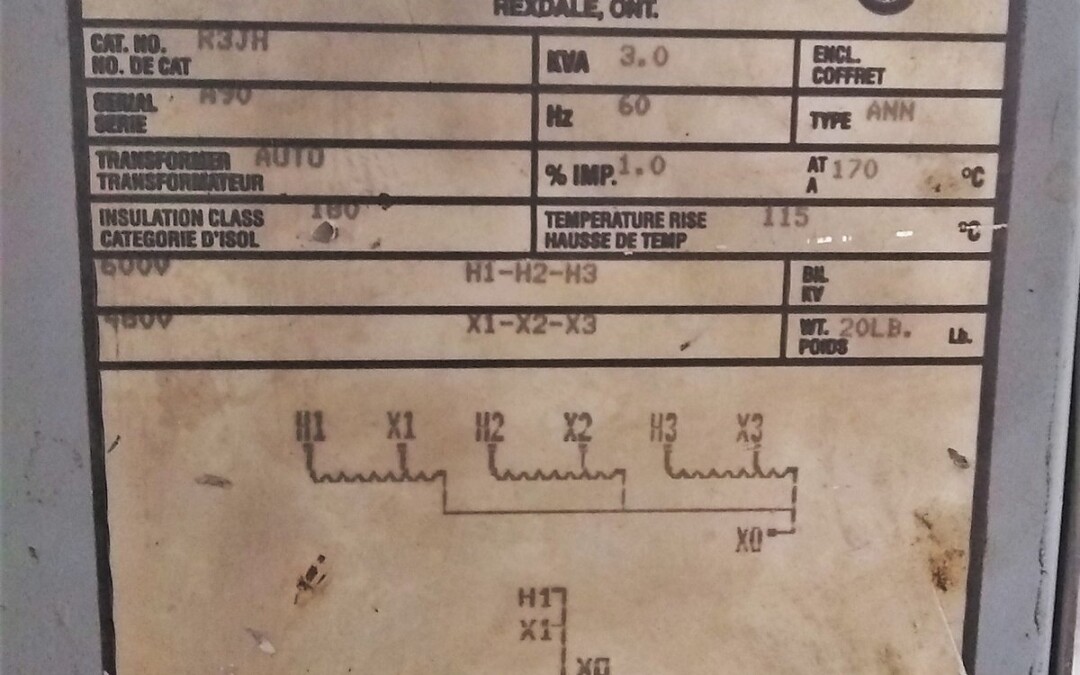 REXDALE, ONT.
CAT. NO. R3JH KVA 3.0 ENCL.
NO. DE CAT COFFRET
SERIAL A90 Hz 60 TYPE ANN
SERIE
TRANSFORMER AUTO % IMP. 1.0 AT 170 °C
TRANSFORMATEUR A
INSULATION CLASS 180 TEMPERATURE RISE 115 °C
CATEGORIE D'ISOL HAUSSE DE TEMP
600V H1-H2-H3 BIL
KV
480V X1-X2-X3 WT. 20LB. Lb.
POIDS
H1 X1 H2 X2 H3 X3
X0
H1
X1
X0